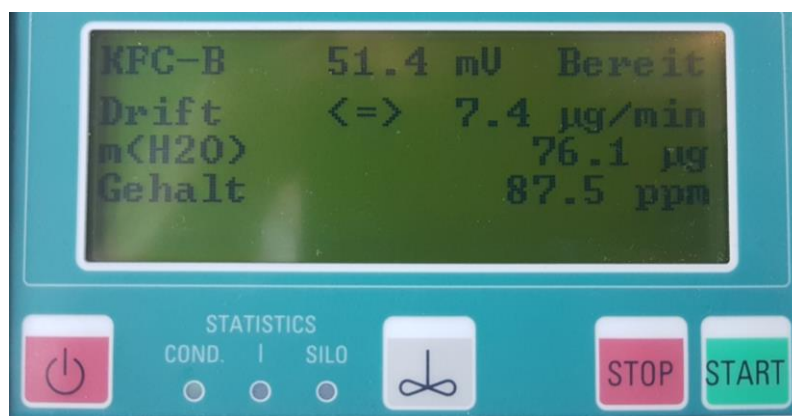 KFC-B 51.4 mV Bereit
Drift <=> 7.4 µg/min
m(H2O) 76.1 µg
Gehalt 87.5 ppm
STATISTICS
COND. I SILO
STOP START